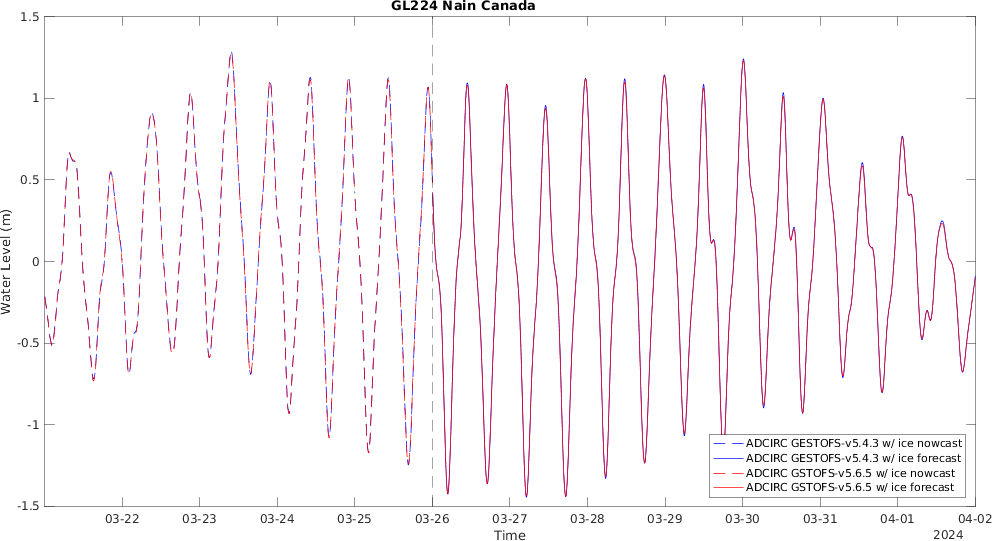 GL224 Nain Canada
1.5
1
0.5
0
-0.5
-1
-1.5
Water Level (m)
03-22 03-23 03-24 03-25 03-26 03-27 03-28 03-29 03-30 03-31 04-01 04-02
Time
2024
ADCIRC GESTOFS-v5.4.3 w/ ice nowcast
ADCIRC GESTOFS-v5.4.3 w/ ice forecast
ADCIRC GSTOFS-v5.6.5 w/ ice nowcast
ADCIRC GSTOFS-v5.6.5 w/ ice forecast